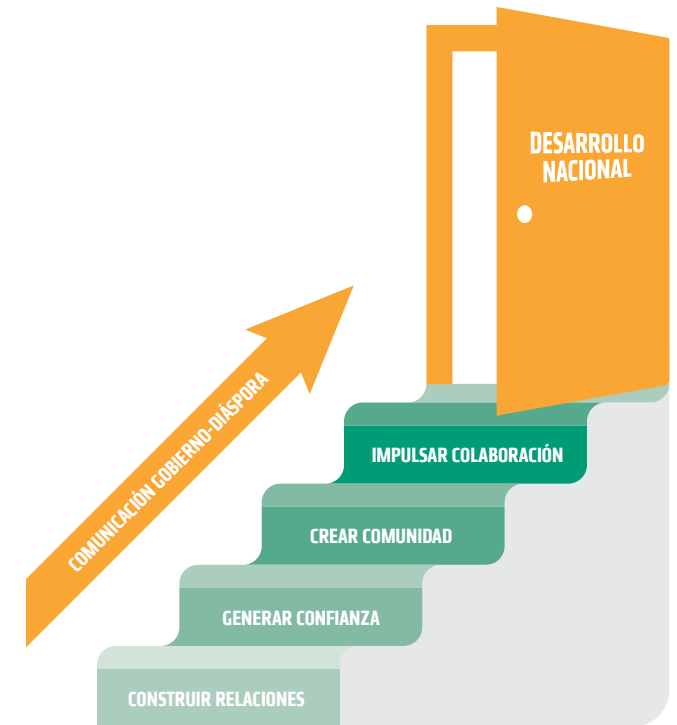 DESARROLLO
NACIONAL
COMUNICACIÓN GOBIERNO-DIÁSPORA
IMPULSAR COLABORACIÓN
CREAR COMUNIDAD
GENERAR CONFIANZA
CONSTRUIR RELACIONES